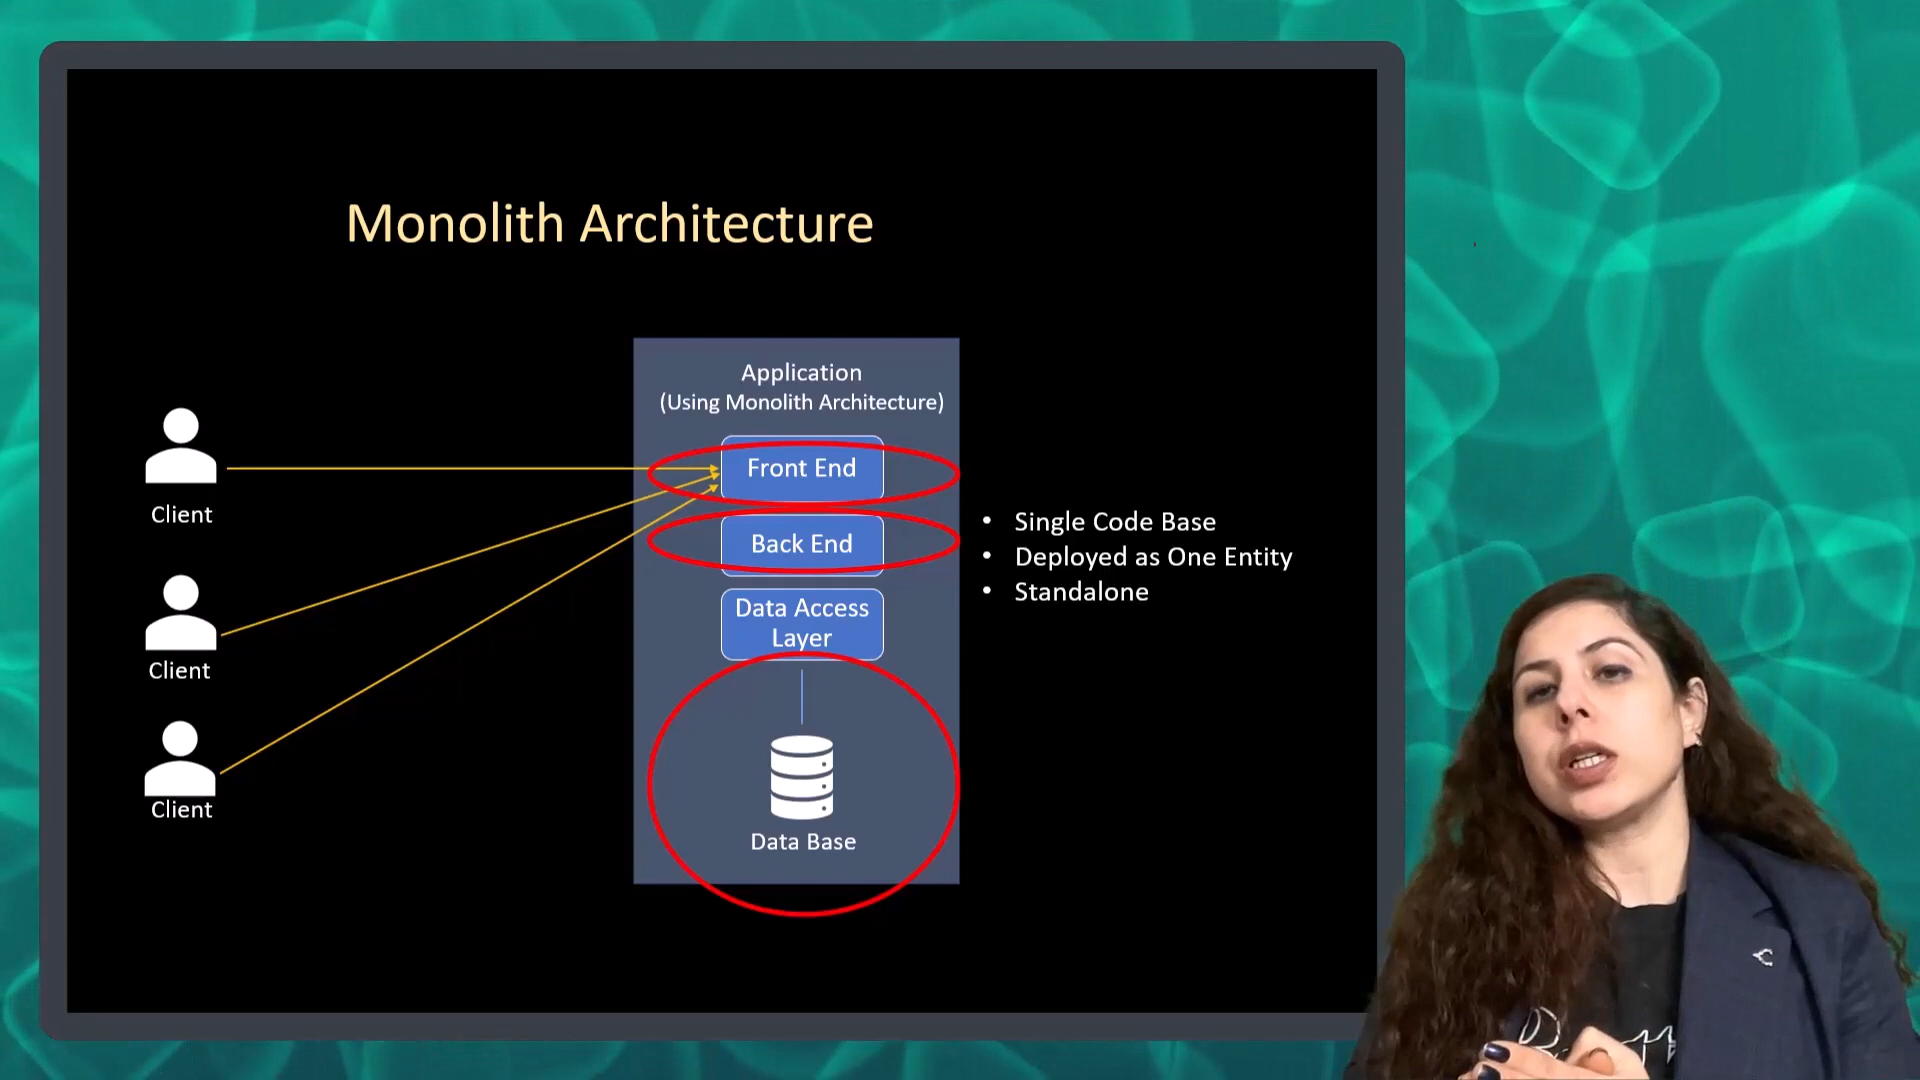 Monolith Architecture
Application
(Using Monolith Architecture)
Front End
Back End
Data Access
Layer
Data Base
Client
Client
Client
• Single Code Base
• Deployed as One Entity
• Standalone